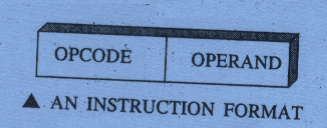 OPCODE OPERAND
▲ AN INSTRUCTION FORMAT